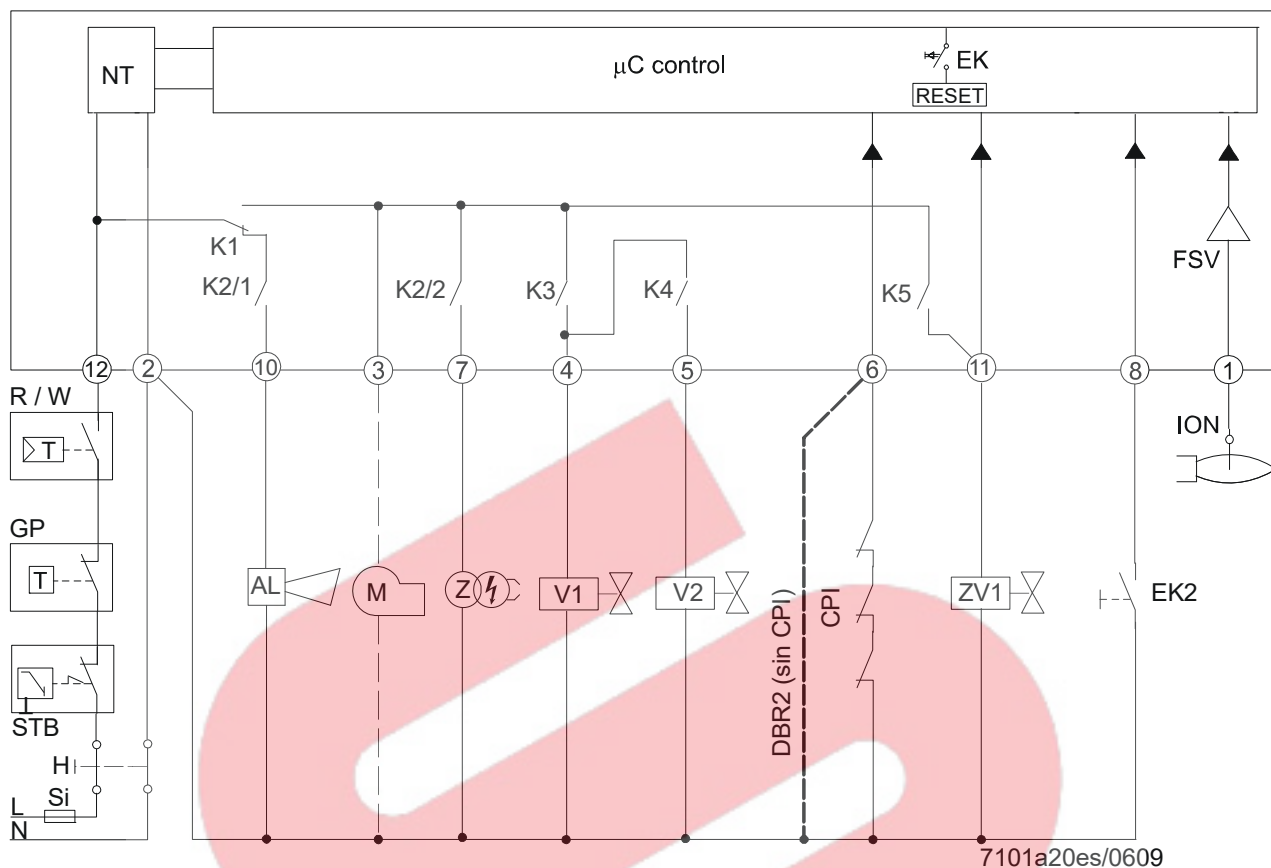 NT
μC control
EK
RESET
K1
K2/1
K2/2
K3
K4
K5
FSV
12
2
10
3
7
4
5
6
11
8
1
R / W
T
ION
GP
T
AL
M
Z
V1
V2
DBR2 (sin CPI)
CPI
ZV1
EK2
STB
H
Si
L
N
7101a20es/0609